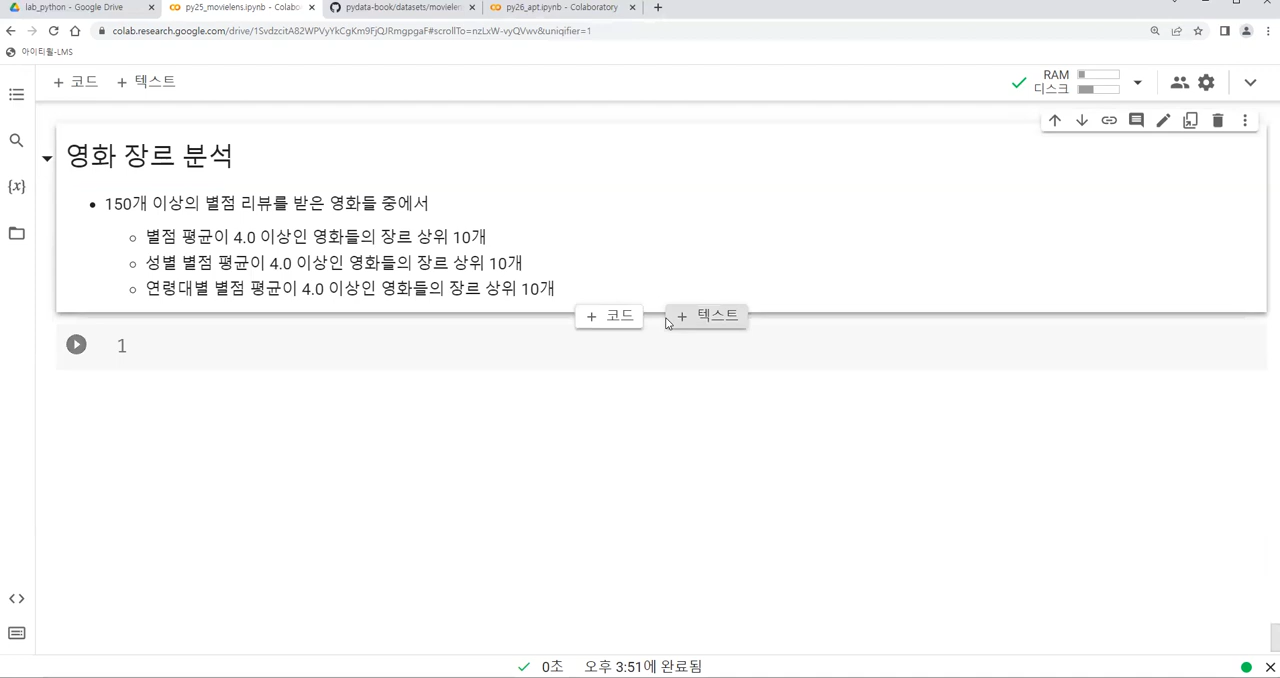 lab_python - Google Drive
py25_movielens.ipynb - Colabo
pydata-book/datasets/movielen
py26_apt.ipynb - Colaboratory
colab.research.google.com/drive/1SvdzcitA82WPVyYkCgKm9FjQJRmgpgaF#scrollTo=nzLxW-vyQVwv&uniqifier=1
아이티윌-LMS
+ 코드 + 텍스트
RAM
디스크
영화 장르 분석
150개 이상의 별점 리뷰를 받은 영화들 중에서
별점 평균이 4.0 이상인 영화들의 장르 상위 10개
성별 별점 평균이 4.0 이상인 영화들의 장르 상위 10개
연령대별 별점 평균이 4.0 이상인 영화들의 장르 상위 10개
+ 코드 + 텍스트
1
0초 오후 3:51에 완료됨